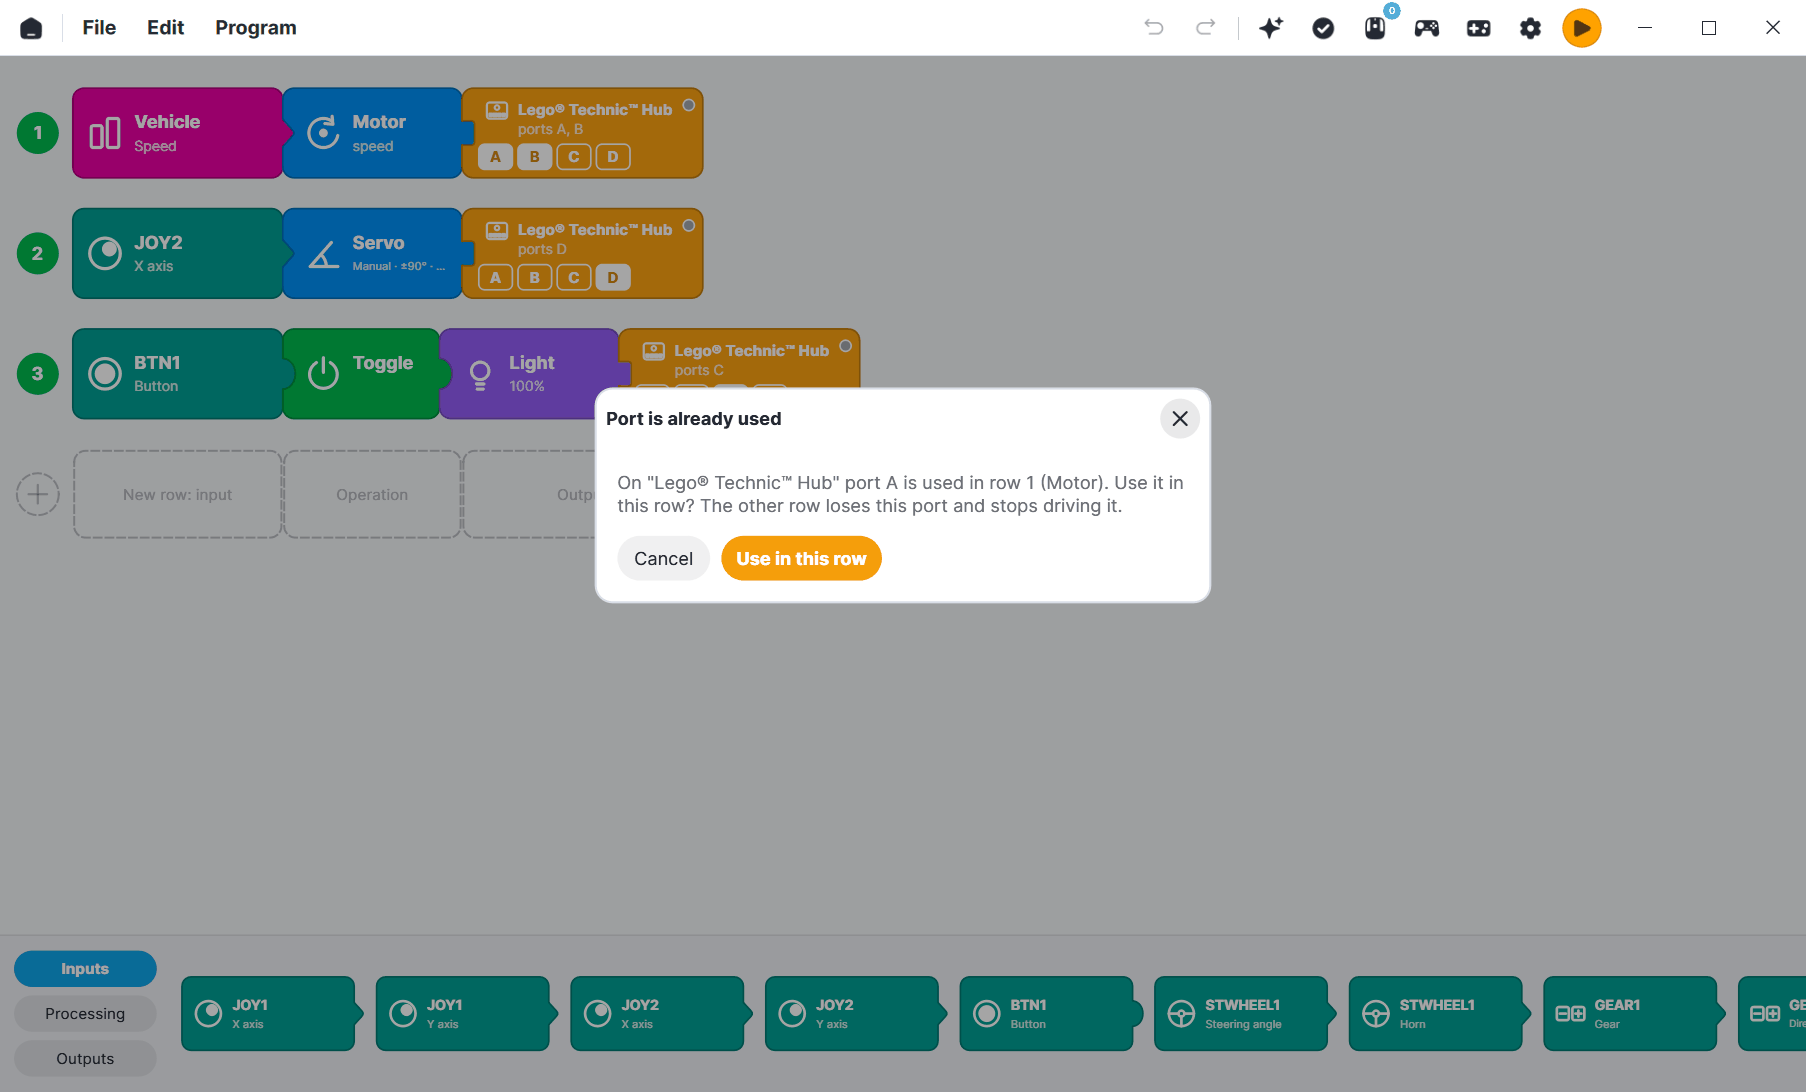 File Edit Program
0
1
Vehicle
Speed
Motor
speed
Lego® Technic™ Hub
ports A, B
A B C D
2
JOY2
X axis
Servo
Manual · ±90° · ...
Lego® Technic™ Hub
ports D
A B C D
3
BTN1
Button
Toggle
Light
100%
Lego® Technic™ Hub
ports C
New row: input
Operation
Outp
Port is already used
On "Lego® Technic™ Hub" port A is used in row 1 (Motor). Use it in
this row? The other row loses this port and stops driving it.
Cancel
Use in this row
Inputs
Processing
Outputs
JOY1
X axis
JOY1
Y axis
JOY2
X axis
JOY2
Y axis
BTN1
Button
STWHEEL1
Steering angle
STWHEEL1
Horn
GEAR1
Gear
GE
Dire